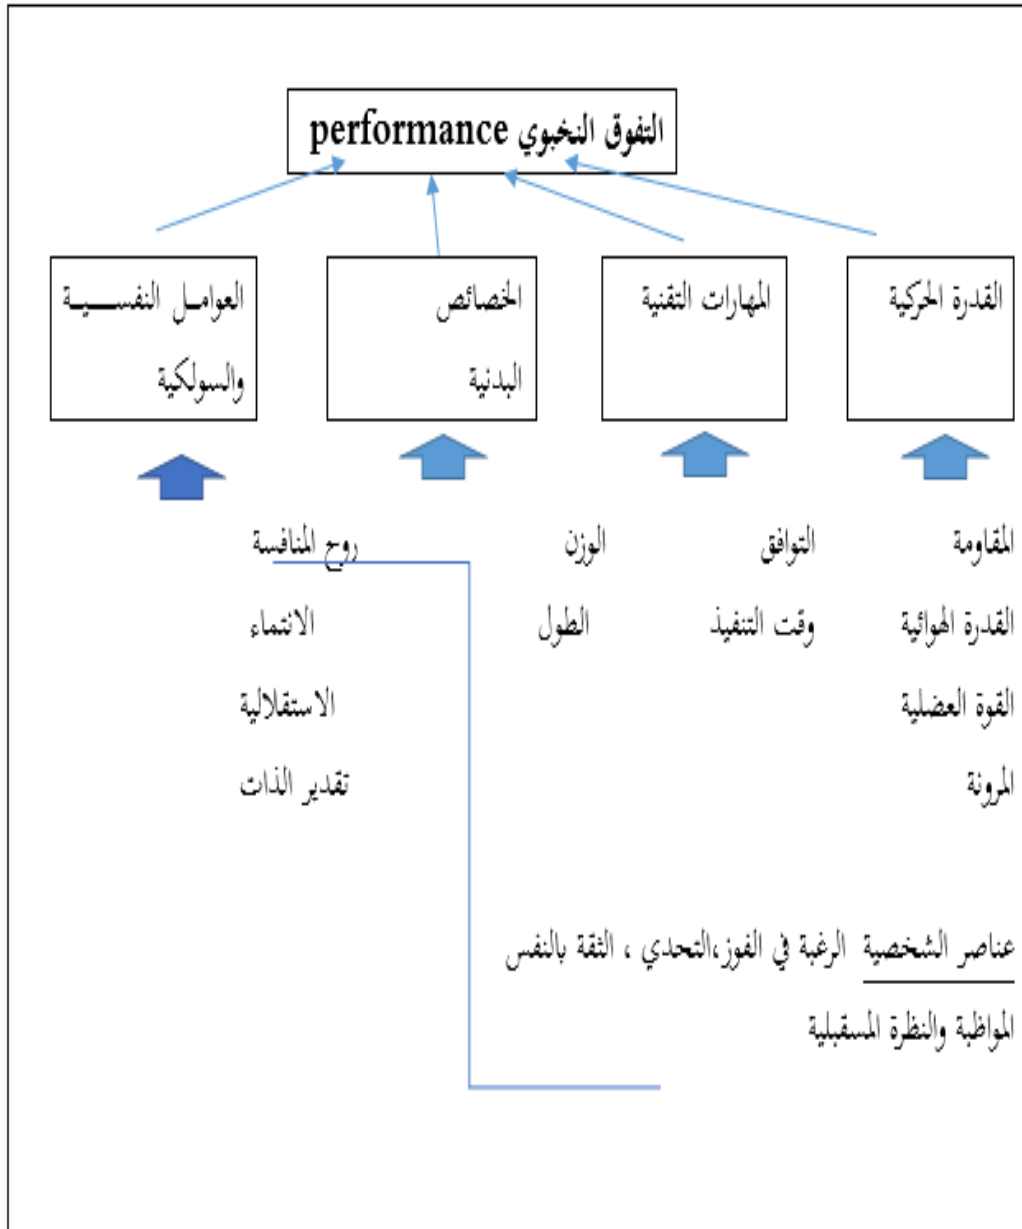 التفوق النخبوي performance
القدرة الحركية
المهارات التقنية
الخصائص
البدنية
العوامل النفسية
والسولكية
المقاومة
القدرة الهوائية
القوة العضلية
المرونة
التوافق
وقت التنفيذ
الوزن
الطول
روح المنافسة
الانتماء
الاستقلالية
تقدير الذات
عناصر الشخصية الرغبة في الفوز،التحدي ، الثقة بالنفس
المواظبة والنظرة المسقبلية